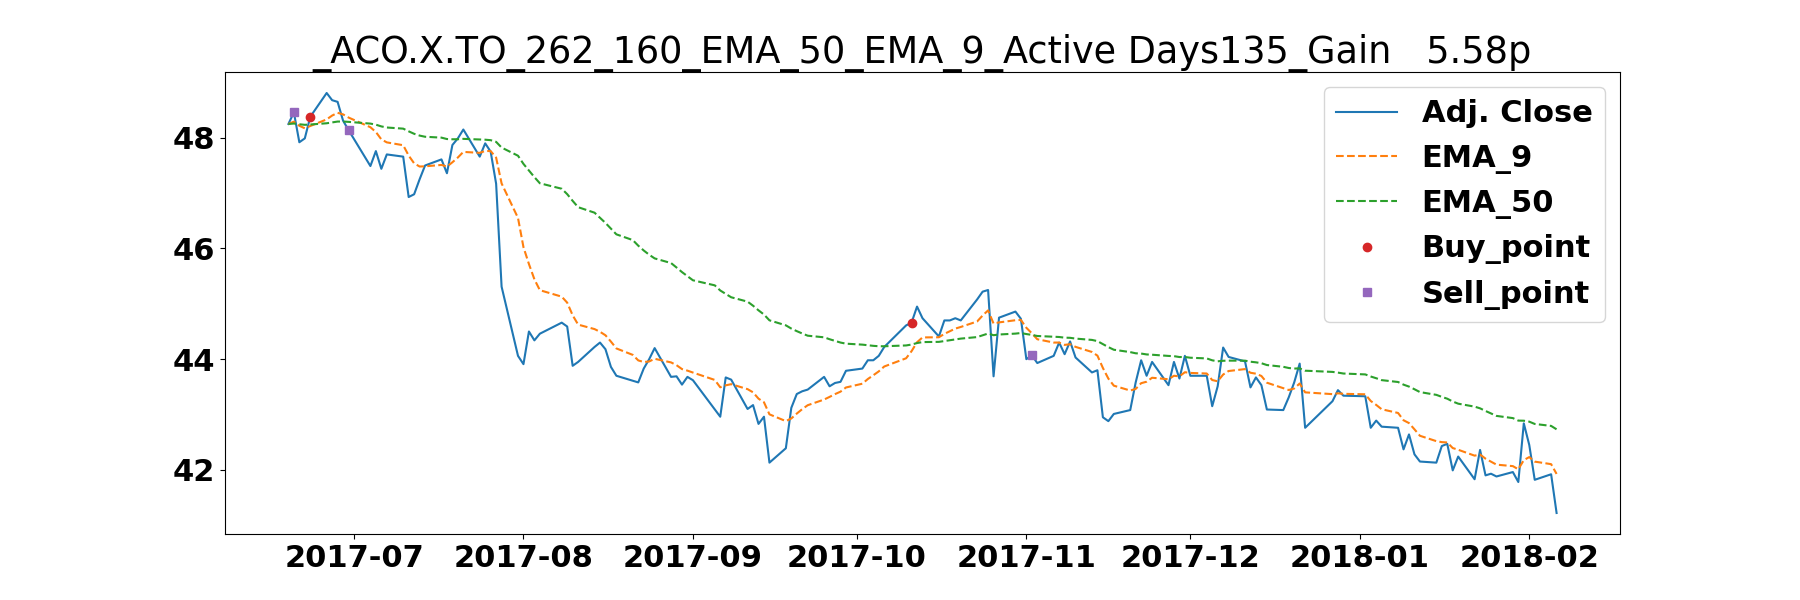 _ACO.X.TO_262_160_EMA_50_EMA_9_Active Days135_Gain   5.58p
Adj. Close
EMA_9
EMA_50
Buy_point
Sell_point
48
46
44
42
2017-07 2017-08 2017-09 2017-10 2017-11 2017-12 2018-01 2018-02